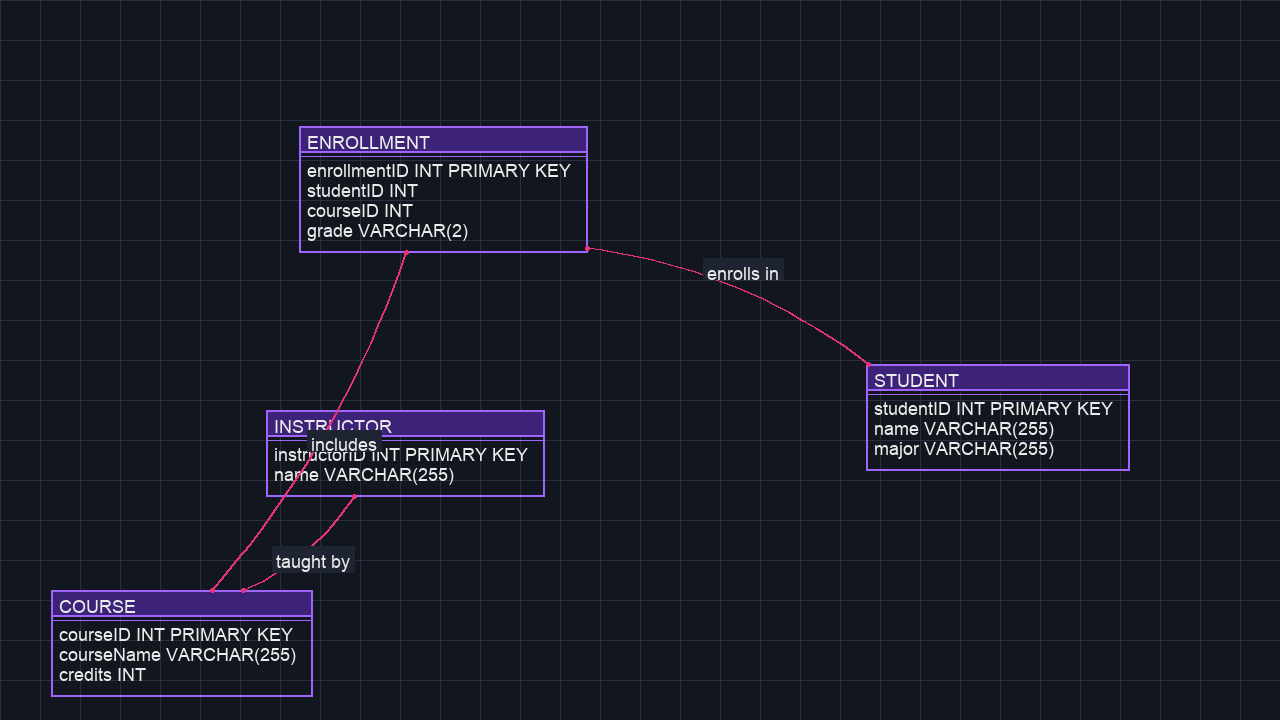 ENROLLMENT
enrollmentID INT PRIMARY KEY
studentID INT
courseID INT
grade VARCHAR(2)
enrolls in
STUDENT
studentID INT PRIMARY KEY
name VARCHAR(255)
major VARCHAR(255)
INSTRUCTOR
includes
instructorID INT PRIMARY KEY
name VARCHAR(255)
taught by
COURSE
courseID INT PRIMARY KEY
courseName VARCHAR(255)
credits INT